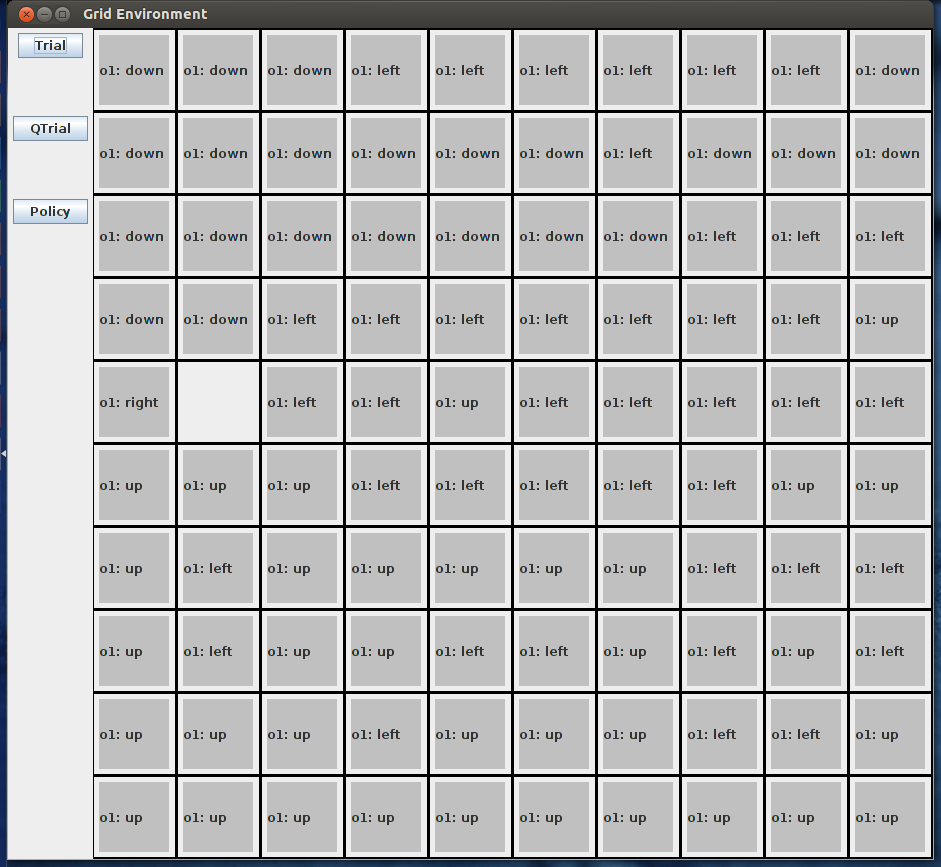 Grid Environment
Trial
o1: down o1: down o1: down o1: left o1: left o1: left o1: left o1: left o1: left o1: down
QTrial
o1: down o1: down o1: down o1: down o1: down o1: down o1: left o1: down o1: down o1: down
Policy
o1: down o1: down o1: down o1: down o1: down o1: down o1: down o1: left o1: left o1: left
o1: down o1: down o1: left o1: left o1: left o1: left o1: left o1: left o1: left o1: up
o1: right o1: left o1: left o1: up o1: left o1: left o1: left o1: left o1: left
o1: up o1: up o1: up o1: left o1: left o1: left o1: left o1: left o1: up o1: up
o1: up o1: left o1: up o1: up o1: up o1: up o1: up o1: left o1: left o1: left
o1: up o1: left o1: up o1: up o1: left o1: left o1: up o1: left o1: up o1: left
o1: up o1: up o1: up o1: left o1: up o1: up o1: up o1: left o1: left o1: up
o1: up o1: up o1: up o1: up o1: up o1: up o1: up o1: up o1: up o1: up